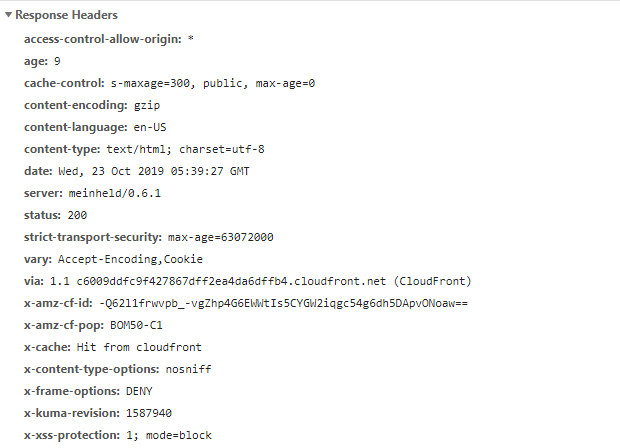 Response Headers
access-control-allow-origin: *
age: 9
cache-control: s-maxage=300, public, max-age=0
content-encoding: gzip
content-language: en-US
content-type: text/html; charset=utf-8
date: Wed, 23 Oct 2019 05:39:27 GMT
server: meinheld/0.6.1
status: 200
strict-transport-security: max-age=63072000
vary: Accept-Encoding,Cookie
via: 1.1 c6009ddfc9f427867dff2ea4da6dffb4.cloudfront.net (CloudFront)
x-amz-cf-id: -Q62l1frwvpb_-vgZhp4G6EWWtIs5CYGW2iqgc54g6dh5DApvONoaw==
x-amz-cf-pop: BOM50-C1
x-cache: Hit from cloudfront
x-content-type-options: nosniff
x-frame-options: DENY
x-kuma-revision: 1587940
x-xss-protection: 1; mode=block